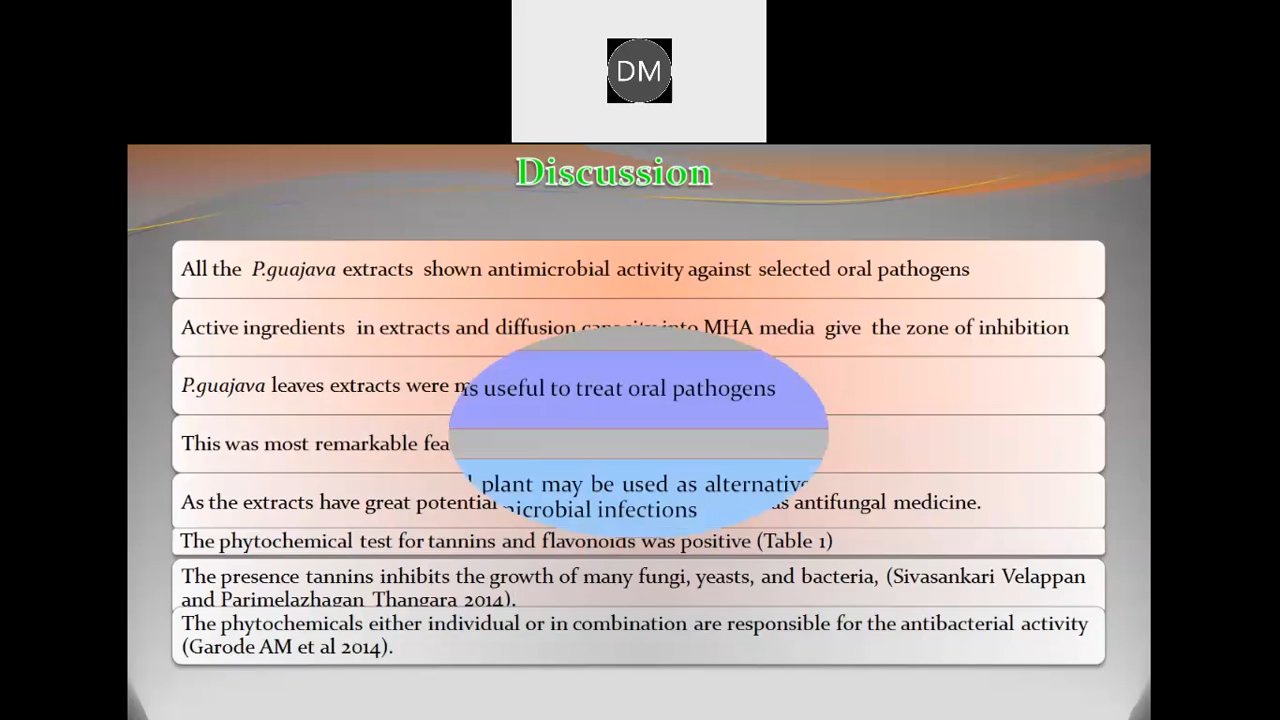 DM
Discussion
All the P.guajava extracts shown antimicrobial activity against selected oral pathogens
Active ingredients in extracts and diffusion capacity into MHA media give the zone of inhibition
P.guajava leaves extracts were
useful to treat oral pathogens
This was most remarkable
plant may be used as
As the extracts have great potential
infections
antifungal medicine.
The phytochemical test for tannins and flavonoids was positive (Table 1)
The presence tannins inhibits the growth of many fungi, yeasts, and bacteria, (Sivasankari Velappan
and Parimelazhagan Thangara 2014).
The phytochemicals either individual or in combination are responsible for the antibacterial activity
(Garode AM et al 2014).